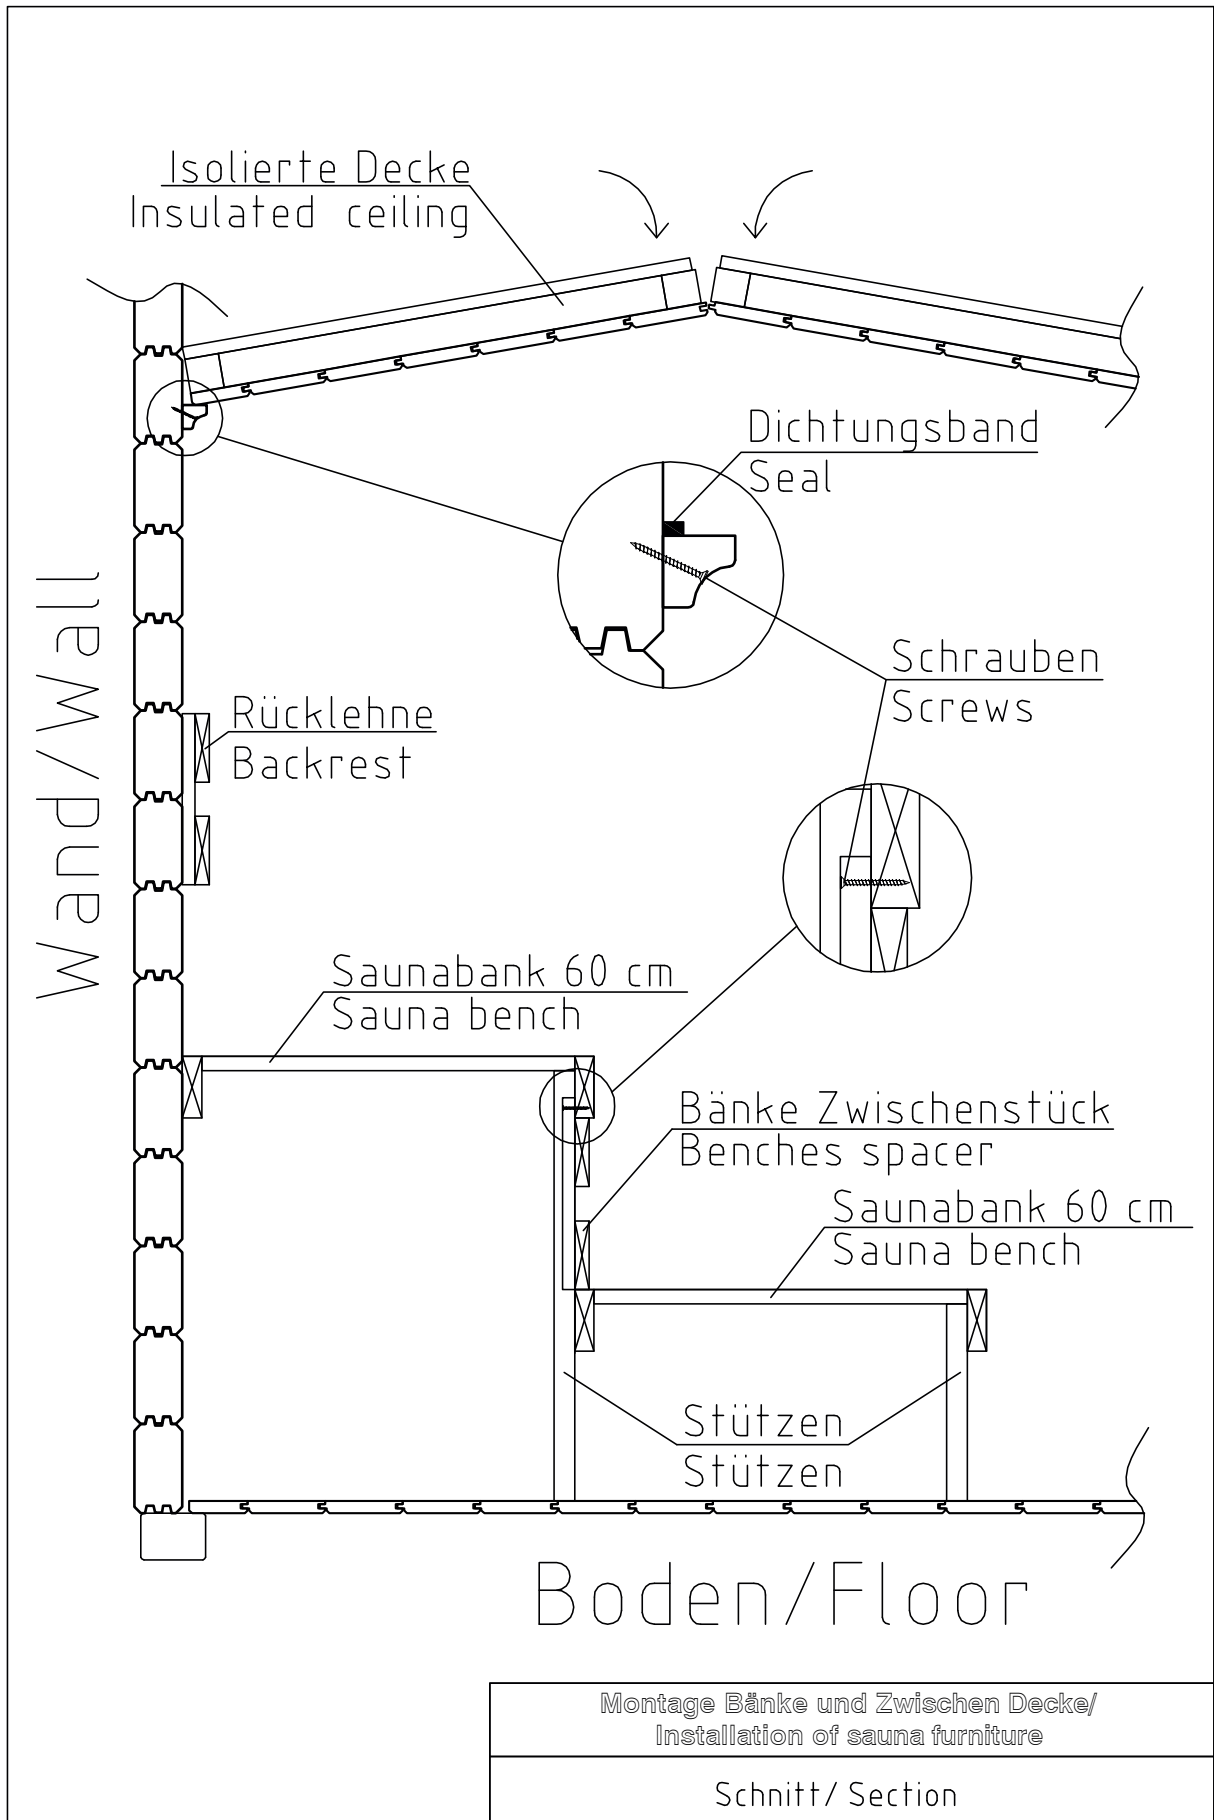 Isolierte Decke
Insulated ceiling
Dichtungsband
Seal
Schrauben
Screws
Wand/Wall
Rücklehne
Backrest
Saunabank 60 cm
Sauna bench
Bänke Zwischenstück
Benches spacer
Saunabank 60 cm
Sauna bench
Stützen
Stützen
Boden/Floor
Montage Bänke und Zwischen Decke/
Installation of sauna furniture
Schnitt/ Section